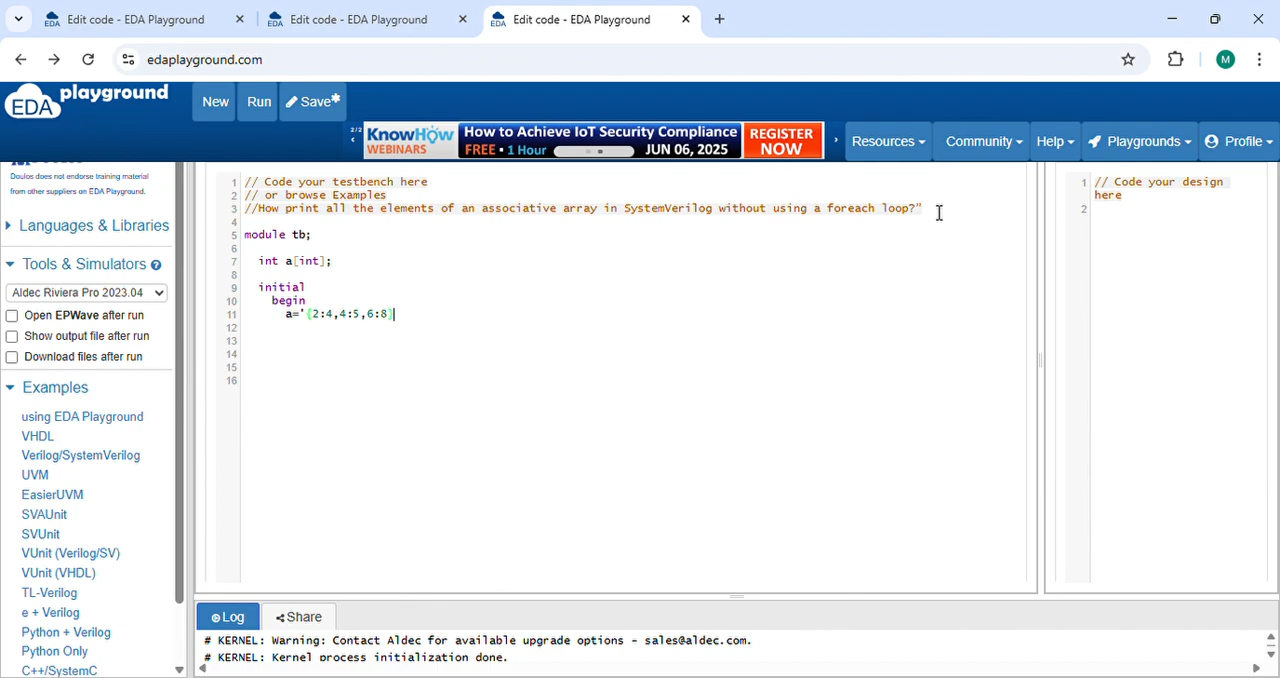 Edit code - EDA Playground
Edit code - EDA Playground
Edit code - EDA Playground
edaplayground.com
M
EDA playground
New
Run
Save*
2/2
KnowHow WEBINARS
How to Achieve IoT Security Compliance
FREE • 1 Hour
JUN 06, 2025
REGISTER NOW
Resources
Community
Help
Playgrounds
Profile
Doulos does not endorse training material
from other suppliers on EDA Playground.
Languages & Libraries
Tools & Simulators
Aldec Riviera Pro 2023.04
Open EPWave after run
Show output file after run
Download files after run
Examples
using EDA Playground
VHDL
Verilog/SystemVerilog
UVM
EasierUVM
SVAUnit
SVUnit
VUnit (Verilog/SV)
VUnit (VHDL)
TL-Verilog
e + Verilog
Python + Verilog
Python Only
C++/SystemC
1 // Code your testbench here
2 // or browse Examples
3 //How print all the elements of an associative array in SystemVerilog without using a foreach loop?"
4
5 module tb;
6
7 int a[int];
8
9 initial
10 begin
11 a='{2:4,4:5,6:8}
12
13
14
15
16
1 // Code your design
here
2
Log
Share
# KERNEL: Warning: Contact Aldec for available upgrade options - sales@aldec.com.
# KERNEL: Kernel process initialization done.